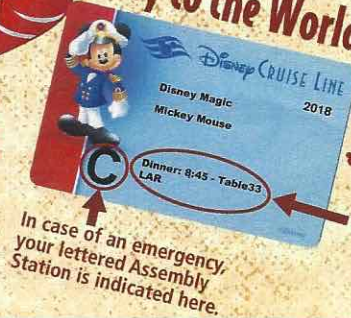 y to the Worl
Disney CRUISE LINE
Disney Magic
2018
Mickey Mouse
C
Dinner: 8:45 - Table33
LAR
In case of an emergency,
your lettered Assembly
Station is indicated here.